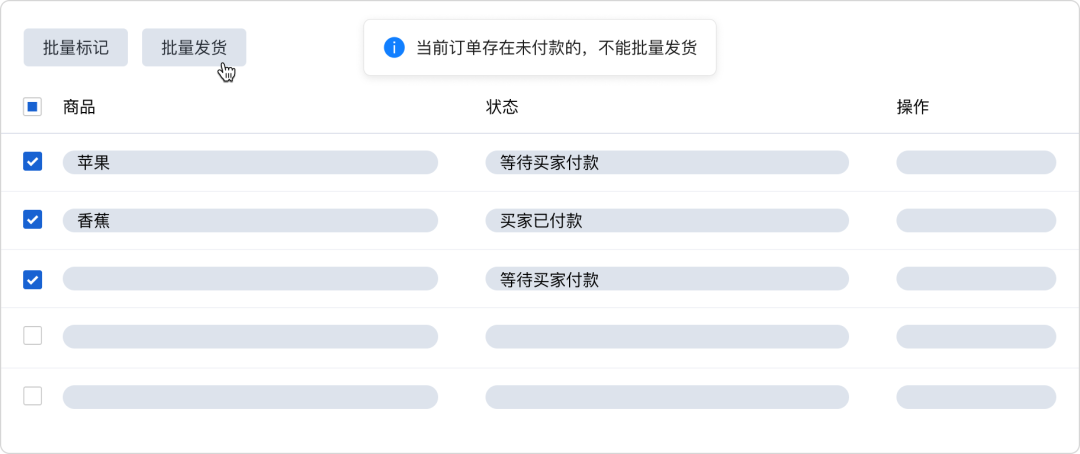 批量标记 批量发货
当前订单存在未付款的，不能批量发货
商品 状态 操作
苹果 等待买家付款
香蕉 买家已付款
等待买家付款